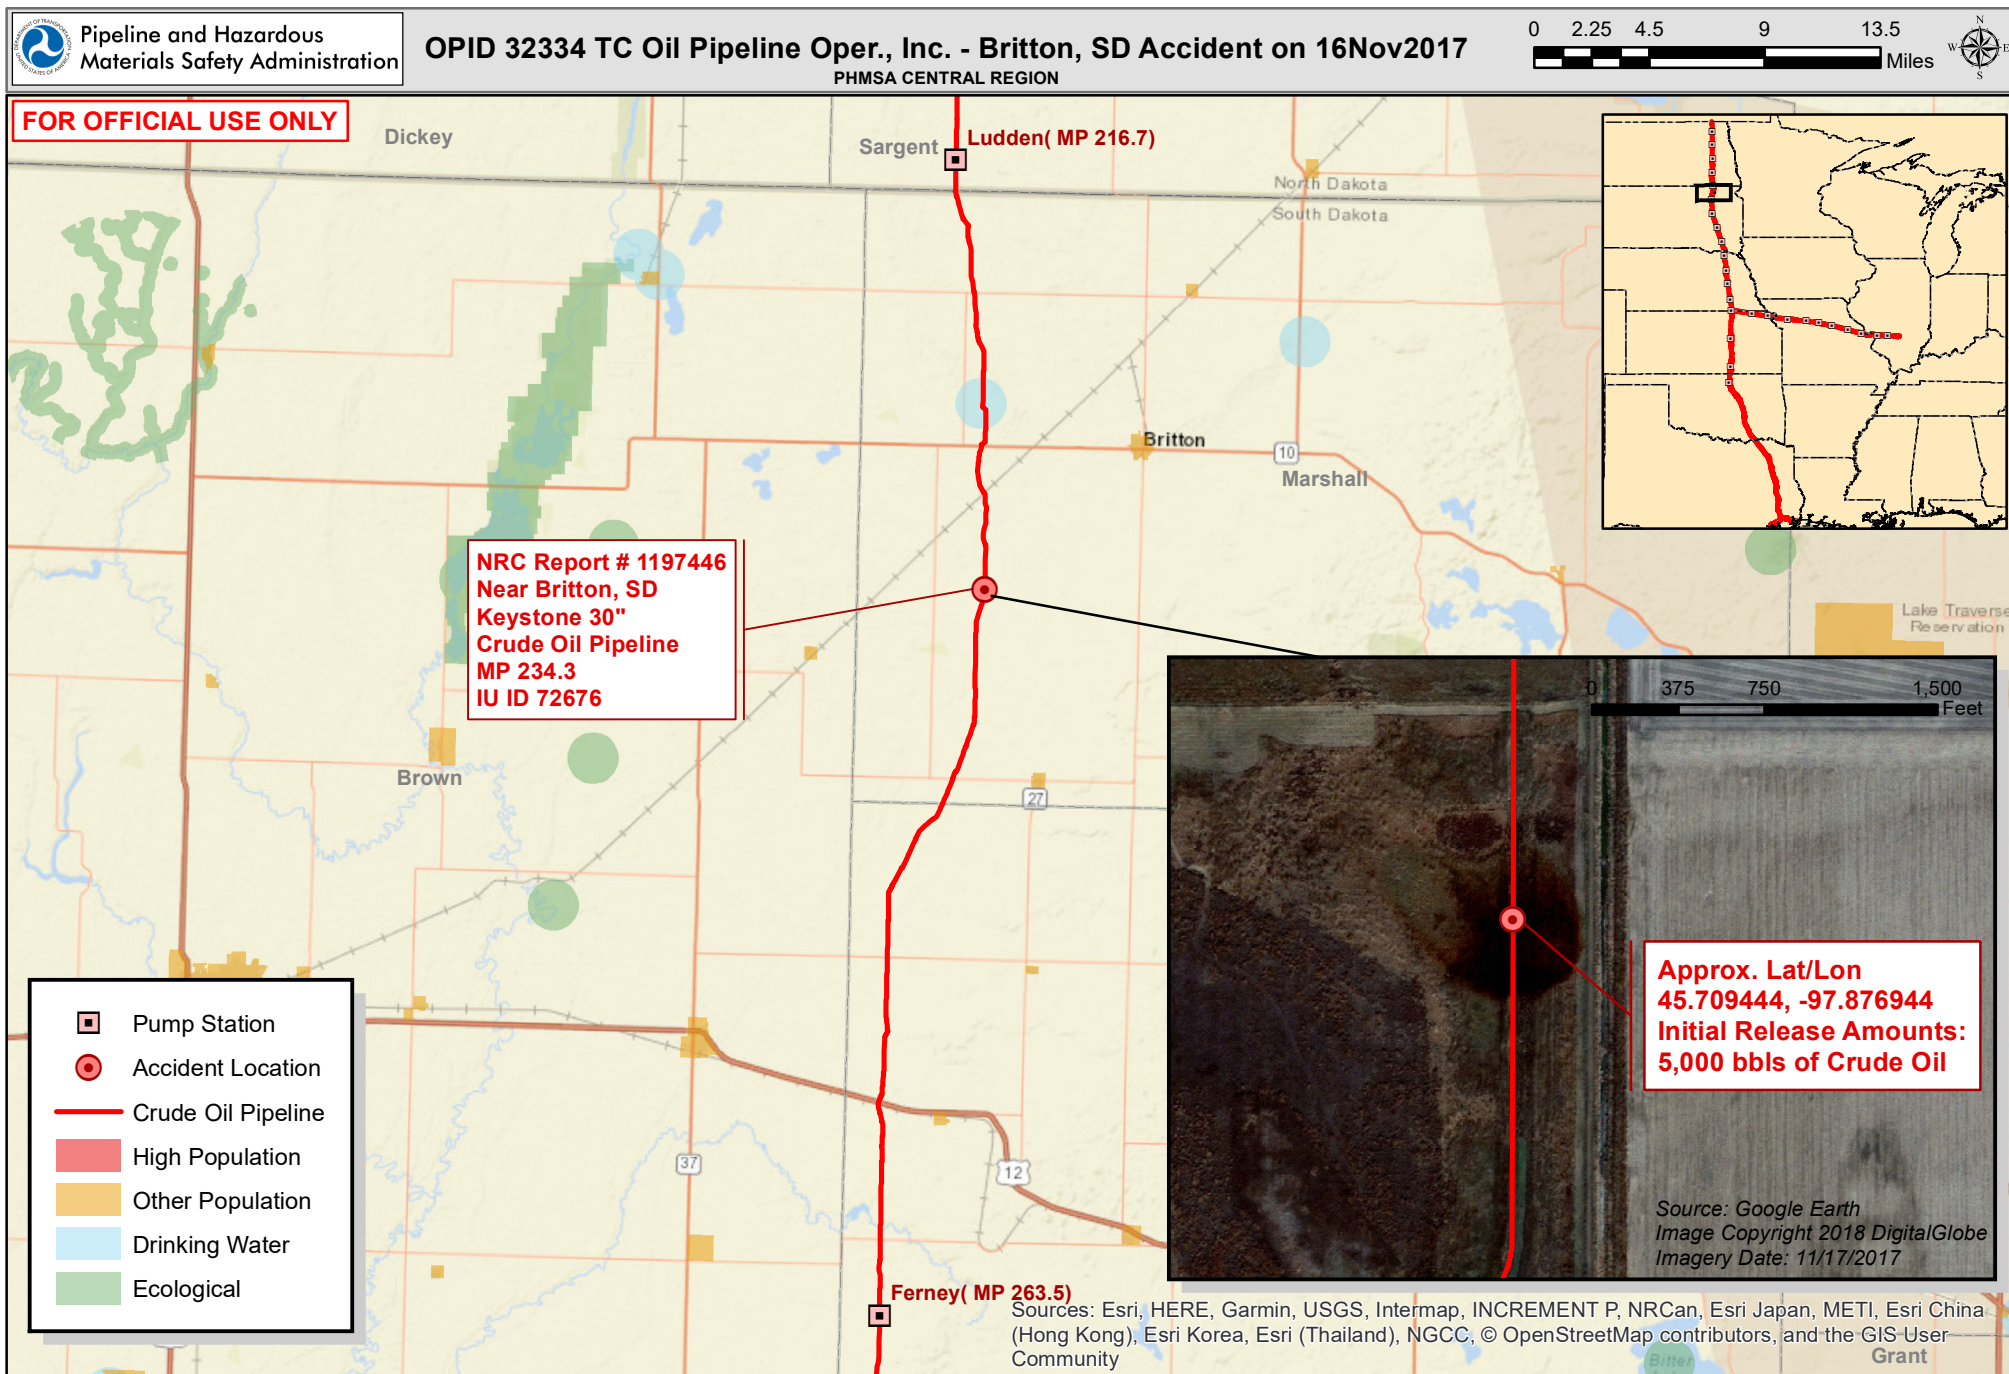 Pipeline and Hazardous
Materials Safety Administration
OPID 32334 TC Oil Pipeline Oper., Inc. - Britton, SD Accident on 16Nov2017
PHMSA CENTRAL REGION
0 2.25 4.5 9 13.5
Miles
N
W E
S
FOR OFFICIAL USE ONLY
Dickey
Sargent
Ludden( MP 216.7)
North Dakota
South Dakota
Britton
10
Marshall
NRC Report # 1197446
Near Britton, SD
Keystone 30"
Crude Oil Pipeline
MP 234.3
IU ID 72676
Lake Traverse
Reservation
Brown
27
0 375 750 1,500
Feet
Approx. Lat/Lon
45.709444, -97.876944
Initial Release Amounts:
5,000 bbls of Crude Oil
Source: Google Earth
Image Copyright 2018 DigitalGlobe
Imagery Date: 11/17/2017
Pump Station
Accident Location
Crude Oil Pipeline
High Population
Other Population
Drinking Water
Ecological
37
12
Ferney( MP 263.5)
Sources: Esri, HERE, Garmin, USGS, Intermap, INCREMENT P, NRCan, Esri Japan, METI, Esri China
(Hong Kong), Esri Korea, Esri (Thailand), NGCC, © OpenStreetMap contributors, and the GIS User
Community
Bitter
Grant